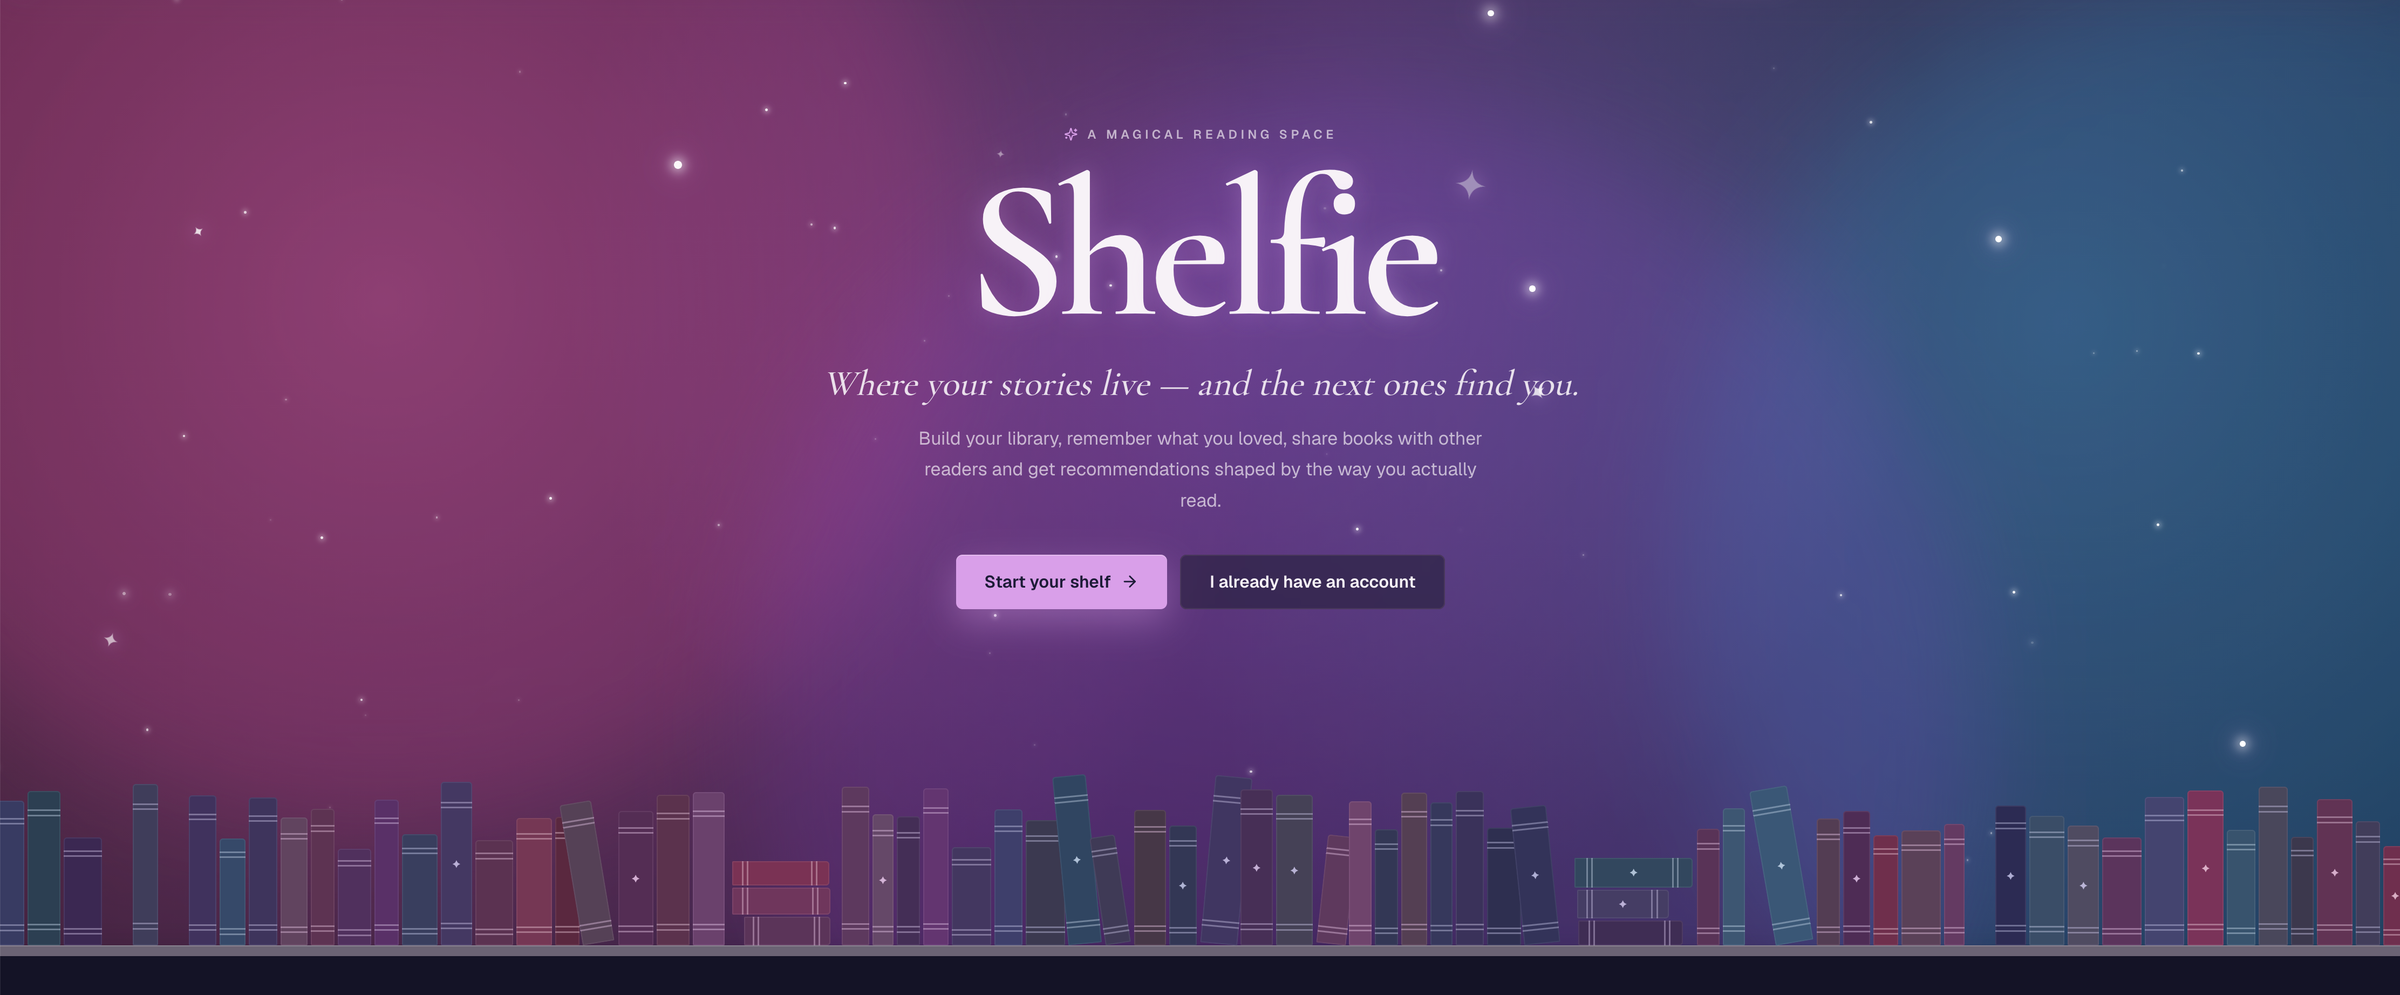 A MAGICAL READING SPACE
Shelfie
Where your stories live — and the next ones find you.
Build your library, remember what you loved, share books with other
readers and get recommendations shaped by the way you actually
read.
Start your shelf →
I already have an account